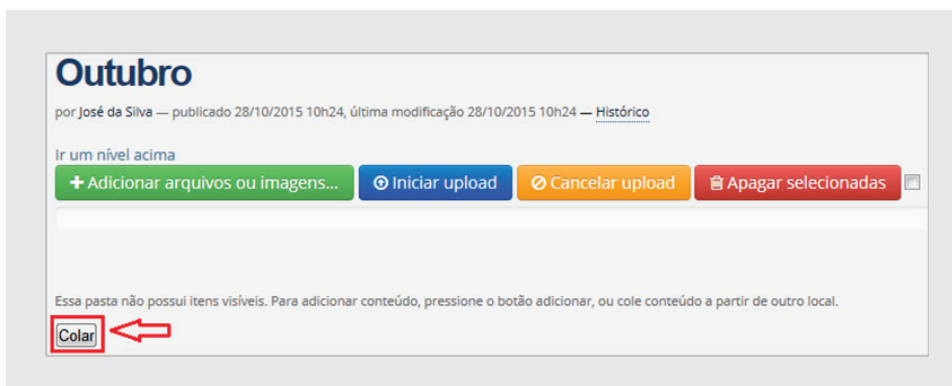 Outubro
por José da Silva — publicado 28/10/2015 10h24, última modificação 28/10/2015 10h24 — Histórico
Ir um nível acima
Adicionar arquivos ou imagens... Iniciar upload Cancelar upload Apagar selecionadas
Essa pasta não possui itens visíveis. Para adicionar conteúdo, pressione o botão adicionar, ou cole conteúdo a partir de outro local.
Colar